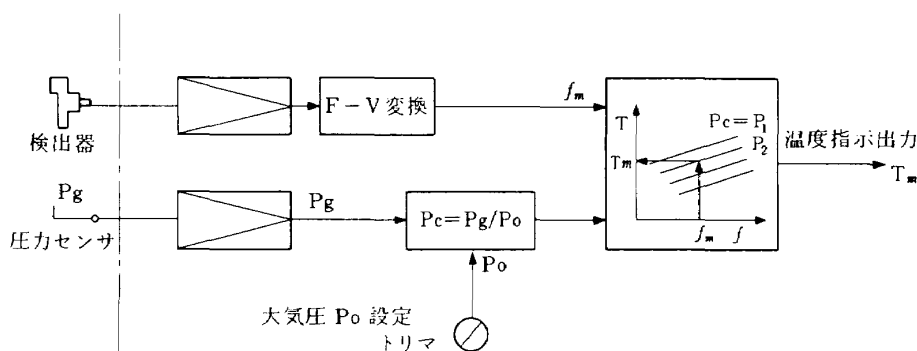 検出器
F－V変換
fm
T
Tm
Pc=P1
P2
fm
f
温度指示出力
Tm
Pg
圧力センサ
Pg
Pc=Pg/Po
Po
大気圧 Po 設定
トリマ